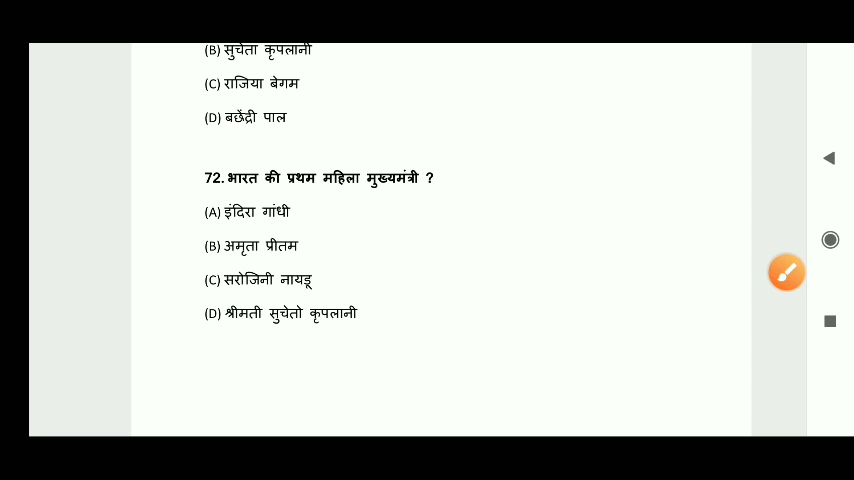 (B) सुचेता कृपलानी
(C) राजिया बेगम
(D) बछेंद्री पाल
72. भारत की प्रथम महिला मुख्यमंत्री ?
(A) इंदिरा गांधी
(B) अमृता प्रीतम
(C) सरोजिनी नायडू
(D) श्रीमती सुचेतो कृपलानी